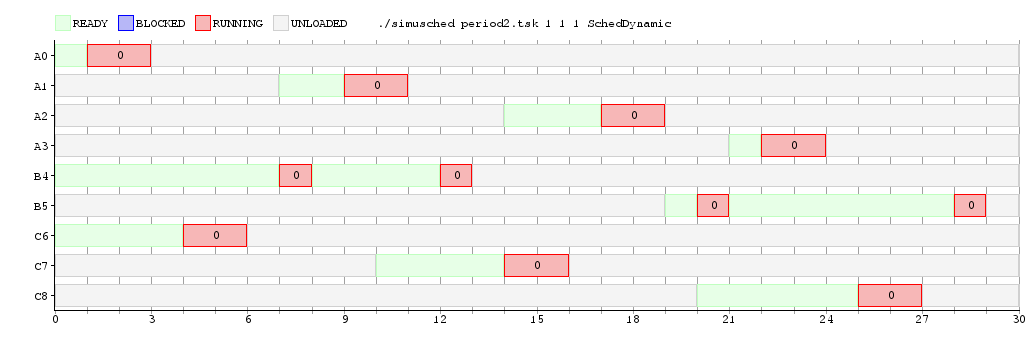 READY BLOCKED RUNNING UNLOADED ./simusched period2.tsk 1 1 1 SchedDynamic
A0 0
A1 0
A2 0
A3 0
B4 0 0
B5 0 0
C6 0
C7 0
C8 0
0 3 6 9 12 15 18 21 24 27 30